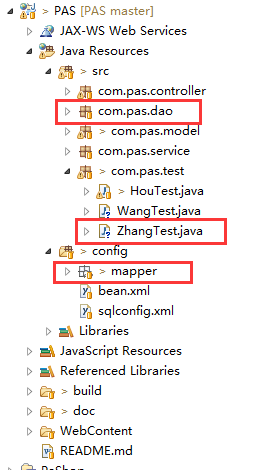 > PAS [PAS master]
JAX-WS Web Services
Java Resources
src
com.pas.controller
com.pas.dao
> com.pas.model
com.pas.service
> com.pas.test
> HouTest.java
WangTest.java
ZhangTest.java
> config
> mapper
bean.xml
sqlconfig.xml
Libraries
JavaScript Resources
Referenced Libraries
> build
> doc
WebContent
README.md